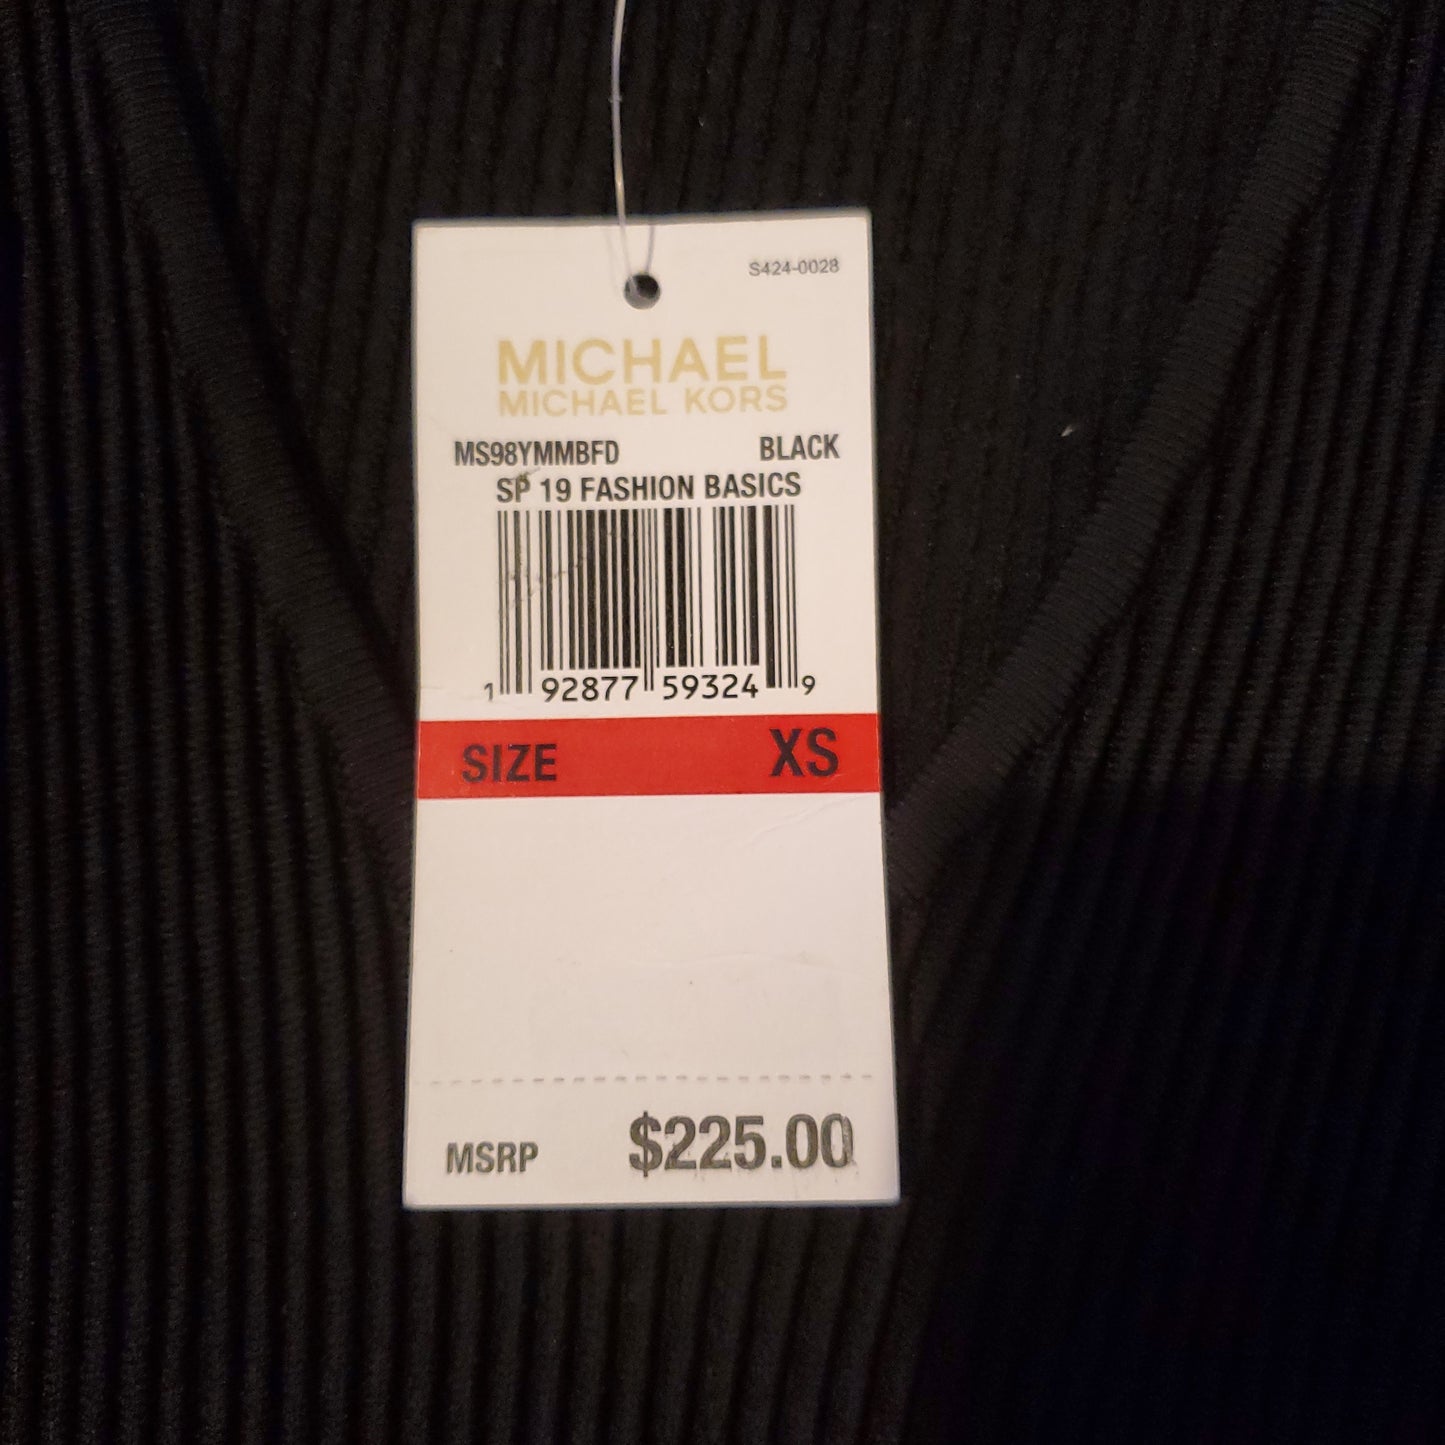 S424-0028
MICHAEL
MICHAEL KORS
MS98YMMBFD BLACK
SP 19 FASHION BASICS
1 92877 59324 9
SIZE XS
MSRP $225.00